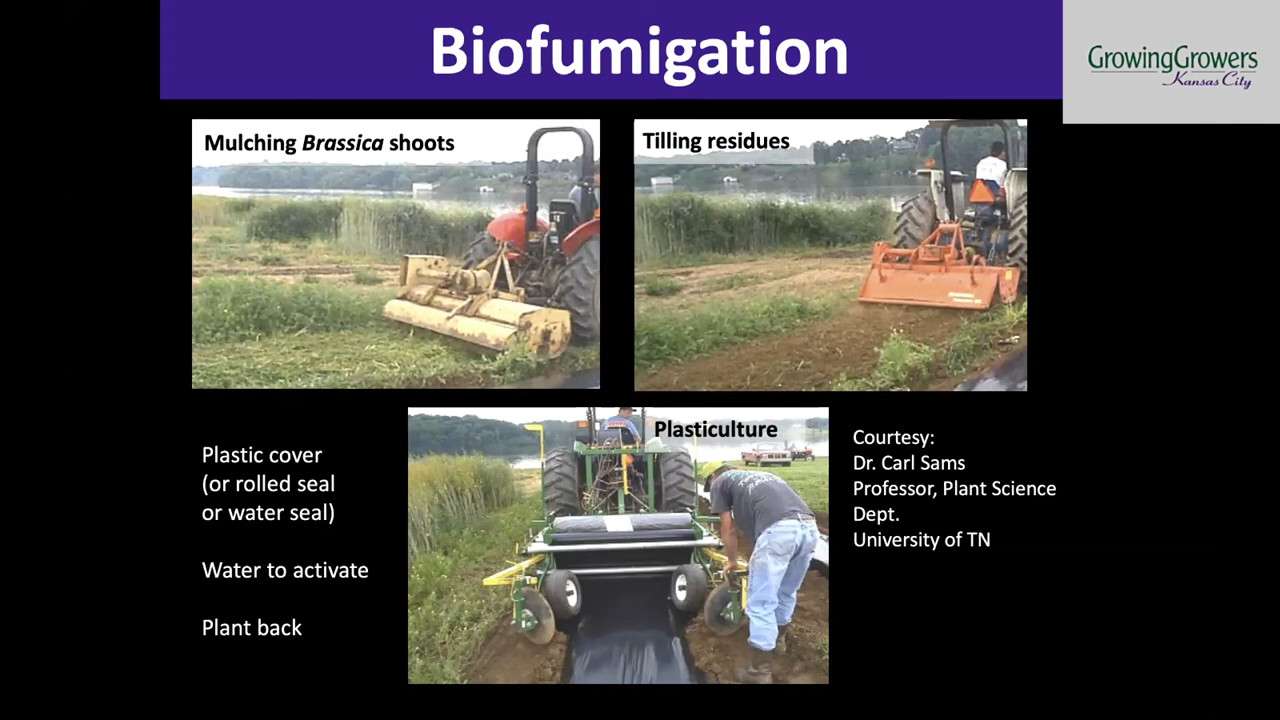 Biofumigation
GrowingGrowers
Kansas City
Mulching Brassica shoots
Tilling residues
Plasticulture
Plastic cover
(or rolled seal
or water seal)
Water to activate
Plant back
Courtesy:
Dr. Carl Sams
Professor, Plant Science
Dept.
University of TN